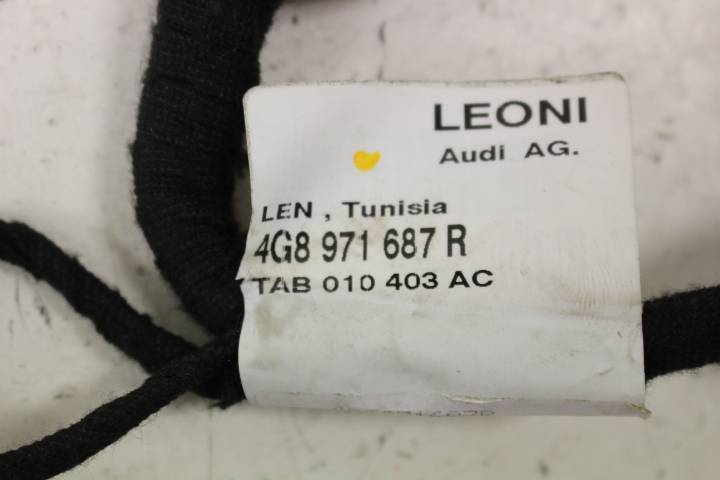 LEONI
Audi AG.
LEN , Tunisia
4G8 971 687 R
TAB 010 403 AC